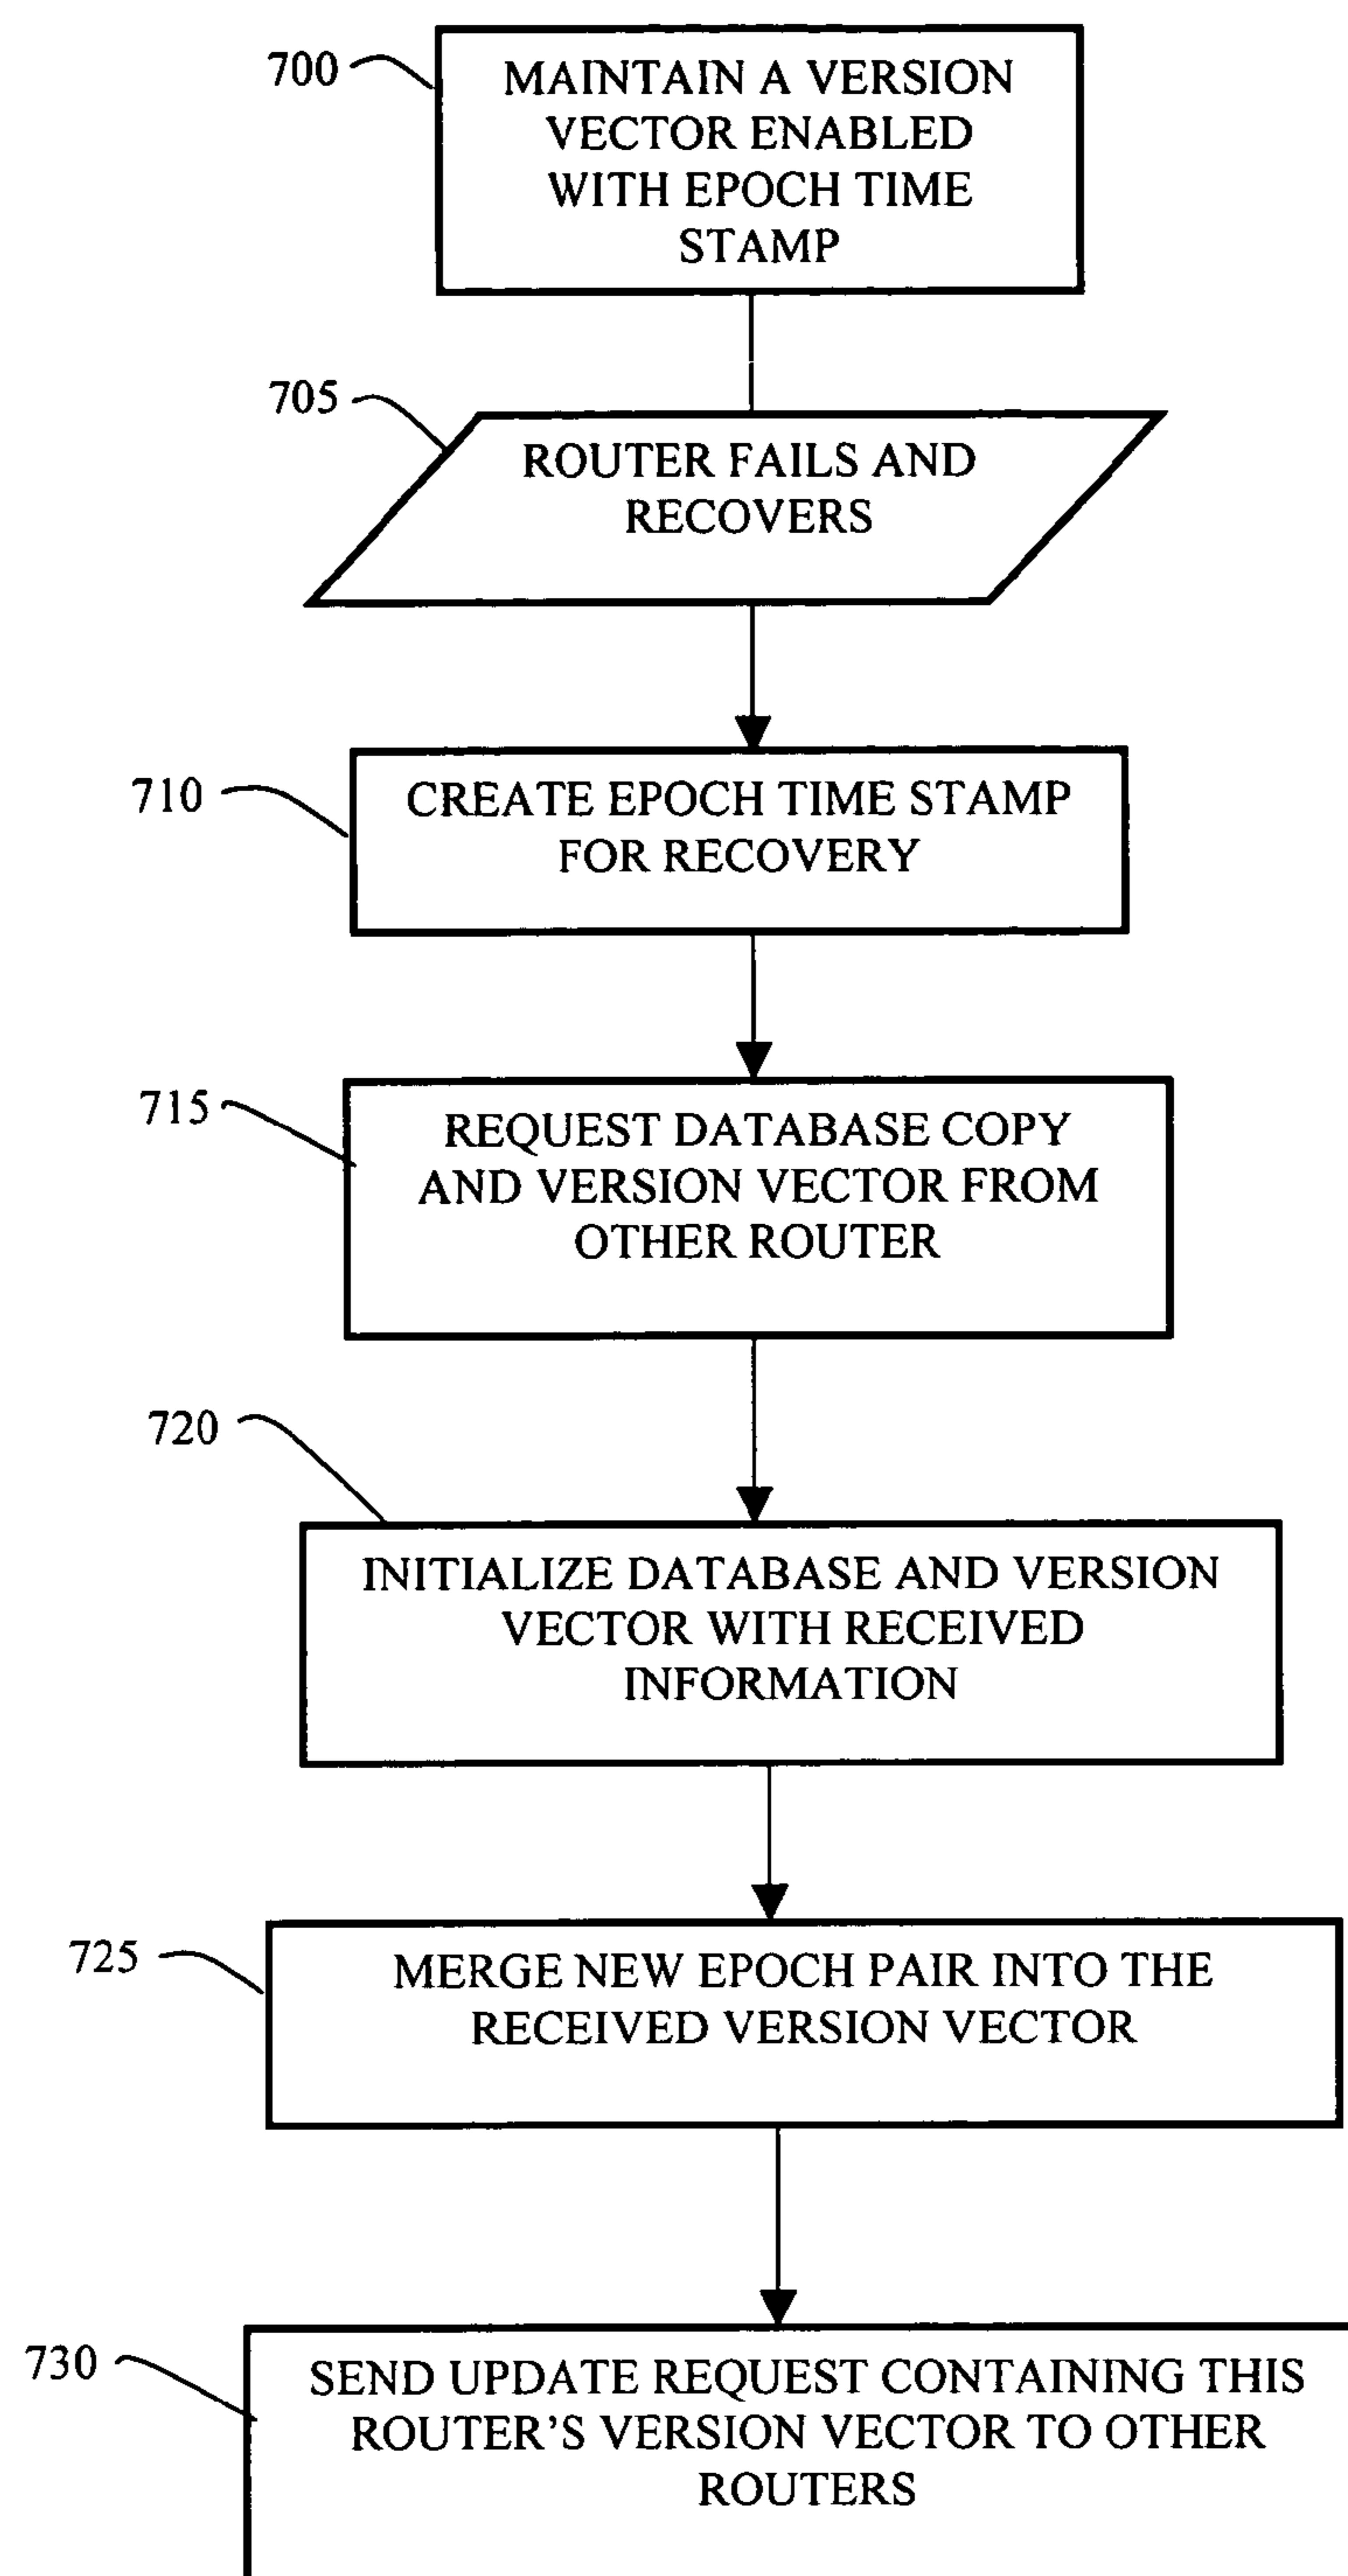 700
MAINTAIN A VERSION
VECTOR ENABLED
WITH EPOCH TIME
STAMP
705
ROUTER FAILS AND
RECOVERS
710
CREATE EPOCH TIME STAMP
FOR RECOVERY
715
REQUEST DATABASE COPY
AND VERSION VECTOR FROM
OTHER ROUTER
720
INITIALIZE DATABASE AND VERSION
VECTOR WITH RECEIVED
INFORMATION
725
MERGE NEW EPOCH PAIR INTO THE
RECEIVED VERSION VECTOR
730
SEND UPDATE REQUEST CONTAINING THIS
ROUTER'S VERSION VECTOR TO OTHER
ROUTERS